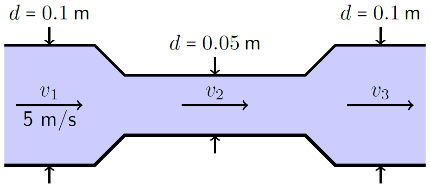 d = 0.1 m
d = 0.1 m
d = 0.05 m
v₁
v₂
v₃
5 m/s